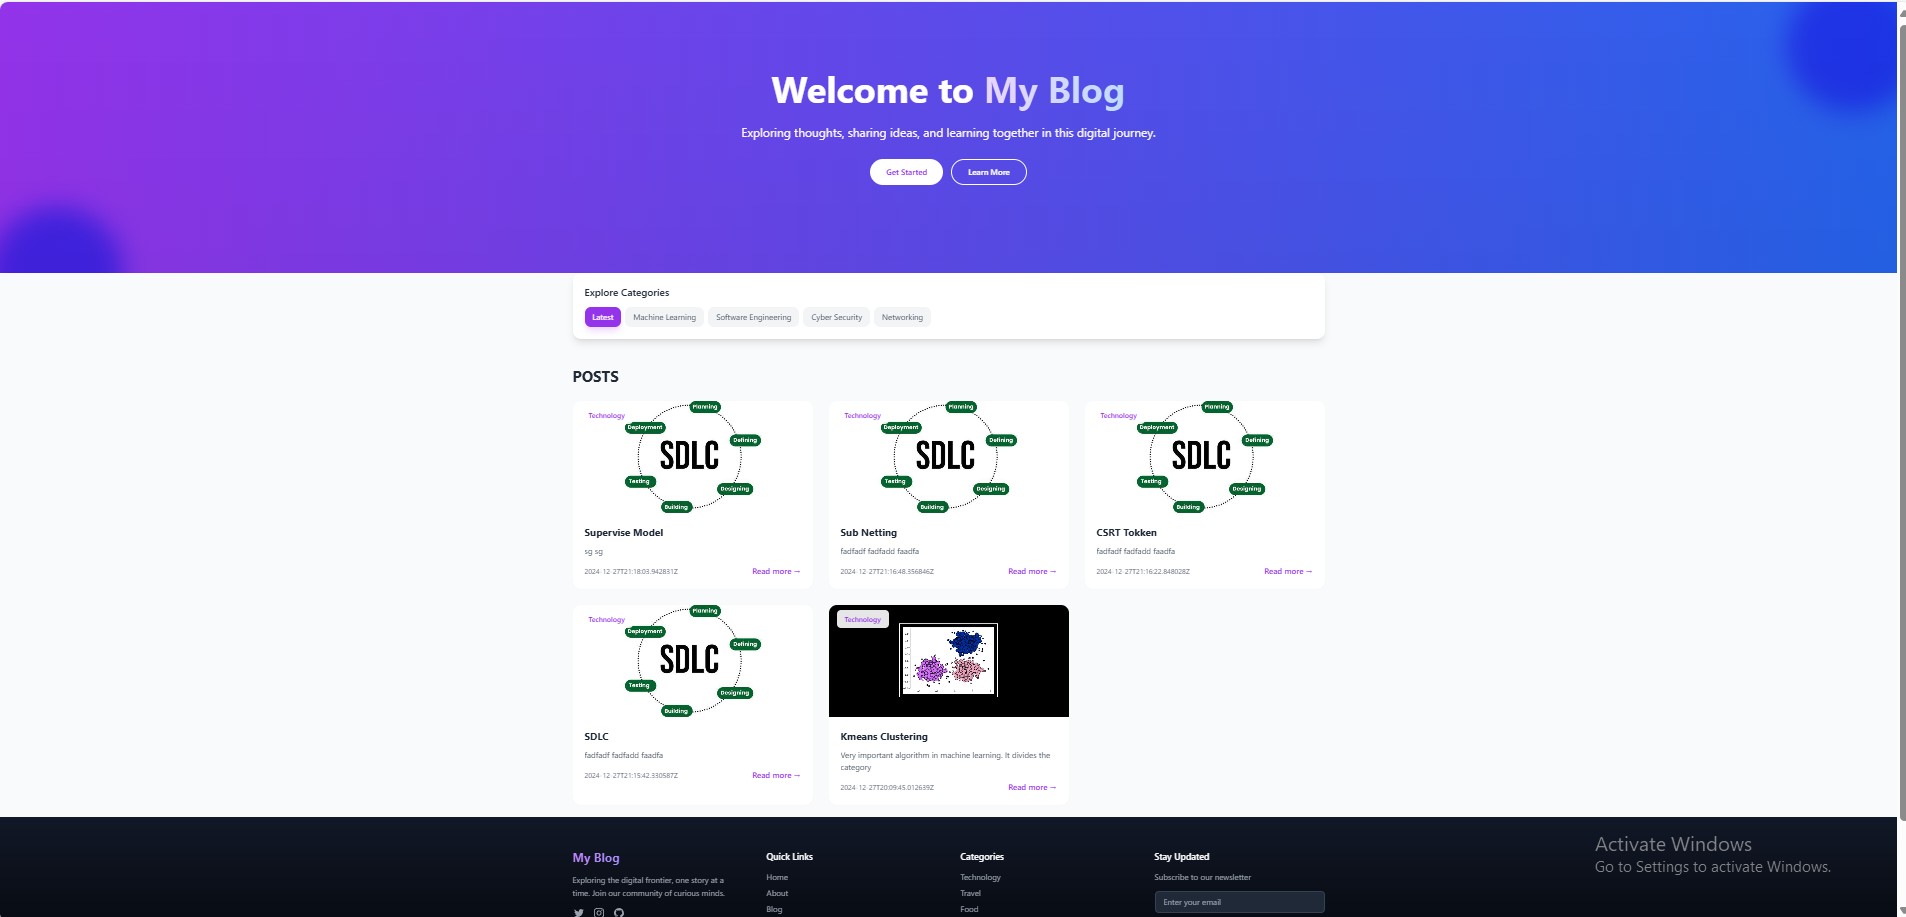 Welcome to My Blog
Exploring thoughts, sharing ideas, and learning together in this digital journey.
Get Started
Learn More
Explore Categories
Latest
Machine Learning
Software Engineering
Cyber Security
Networking
POSTS
Technology
Planning
Deployment
Defining
SDLC
Testing
Designing
Building
Supervise Model
sg sg
2024-12-27T21:18:03.942831Z
Read more →
Technology
Planning
Deployment
Defining
SDLC
Testing
Designing
Building
Sub Netting
fadfadf fadfadd faadfa
2024-12-27T21:16:48.356846Z
Read more →
Technology
Planning
Deployment
Defining
SDLC
Testing
Designing
Building
CSRT Tokken
fadfadf fadfadd faadfa
2024-12-27T21:16:22.848028Z
Read more →
Technology
Planning
Deployment
Defining
SDLC
Testing
Designing
Building
SDLC
fadfadf fadfadd faadfa
2024-12-27T21:15:42.330587Z
Read more →
Technology
Kmeans Clustering
Very important algorithm in machine learning. It divides the
category
2024-12-27T20:09:45.012639Z
Read more →
My Blog
Exploring the digital frontier, one story at a
time. Join our community of curious minds.
Quick Links
Home
About
Blog
Categories
Technology
Travel
Food
Stay Updated
Subscribe to our newsletter
Enter your email
Activate Windows
Go to Settings to activate Windows.